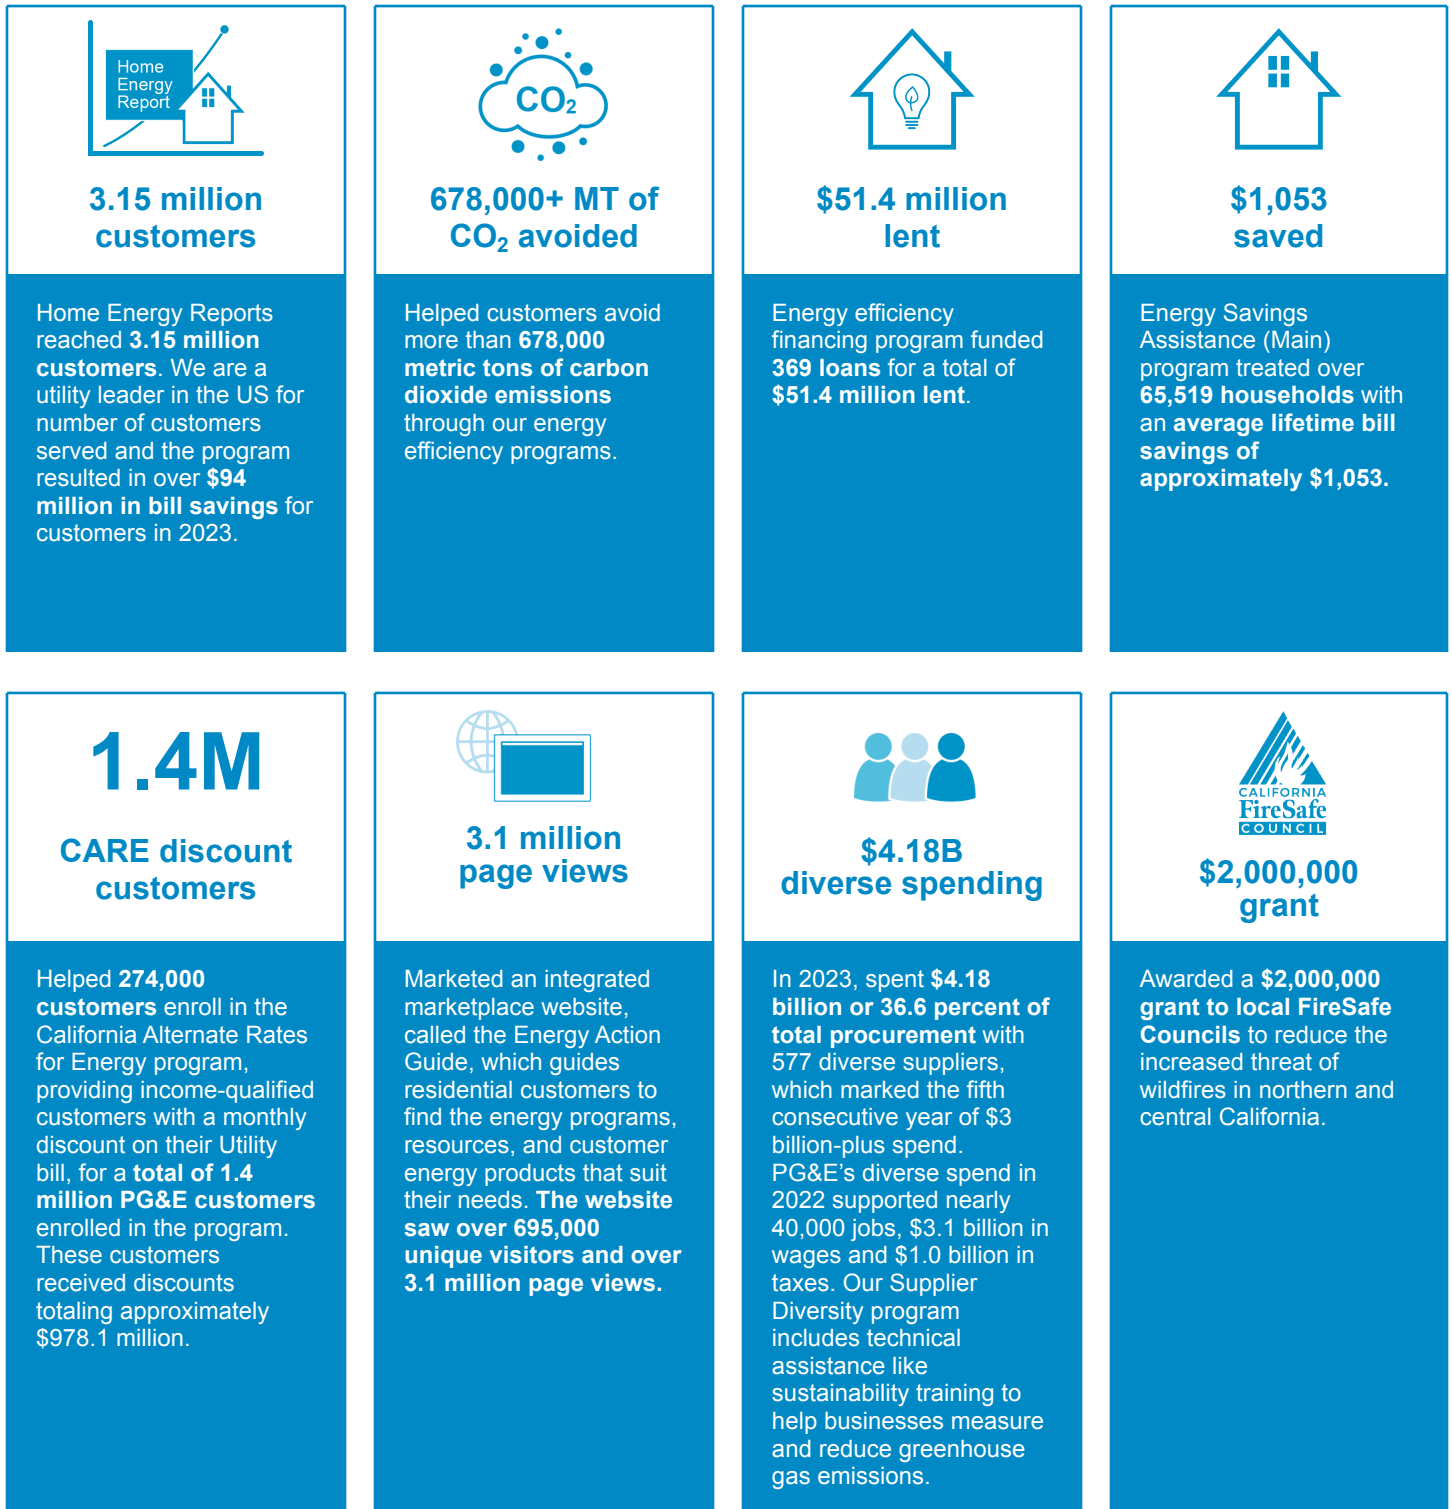 Home
Energy
Report
3.15 million
customers
Home Energy Reports
reached 3.15 million
customers. We are a
utility leader in the US for
number of customers
served and the program
resulted in over $94
million in bill savings for
customers in 2023.
CO₂
678,000+ MT of
CO₂ avoided
Helped customers avoid
more than 678,000
metric tons of carbon
dioxide emissions
through our energy
efficiency programs.
$51.4 million
lent
Energy efficiency
financing program funded
369 loans for a total of
$51.4 million lent.
$1,053
saved
Energy Savings
Assistance (Main)
program treated over
65,519 households with
an average lifetime bill
savings of
approximately $1,053.
1.4M
CARE discount
customers
Helped 274,000
customers enroll in the
California Alternate Rates
for Energy program,
providing income-qualified
customers with a monthly
discount on their Utility
bill, for a total of 1.4
million PG&E customers
enrolled in the program.
These customers
received discounts
totaling approximately
$978.1 million.
3.1 million
page views
Marketed an integrated
marketplace website,
called the Energy Action
Guide, which guides
residential customers to
find the energy programs,
resources, and customer
energy products that suit
their needs. The website
saw over 695,000
unique visitors and over
3.1 million page views.
$4.18B
diverse spending
In 2023, spent $4.18
billion or 36.6 percent of
total procurement with
577 diverse suppliers,
which marked the fifth
consecutive year of $3
billion-plus spend.
PG&E’s diverse spend in
2022 supported nearly
40,000 jobs, $3.1 billion in
wages and $1.0 billion in
taxes. Our Supplier
Diversity program
includes technical
assistance like
sustainability training to
help businesses measure
and reduce greenhouse
gas emissions.
CALIFORNIA
FireSafe
COUNCIL
$2,000,000
grant
Awarded a $2,000,000
grant to local FireSafe
Councils to reduce the
increased threat of
wildfires in northern and
central California.